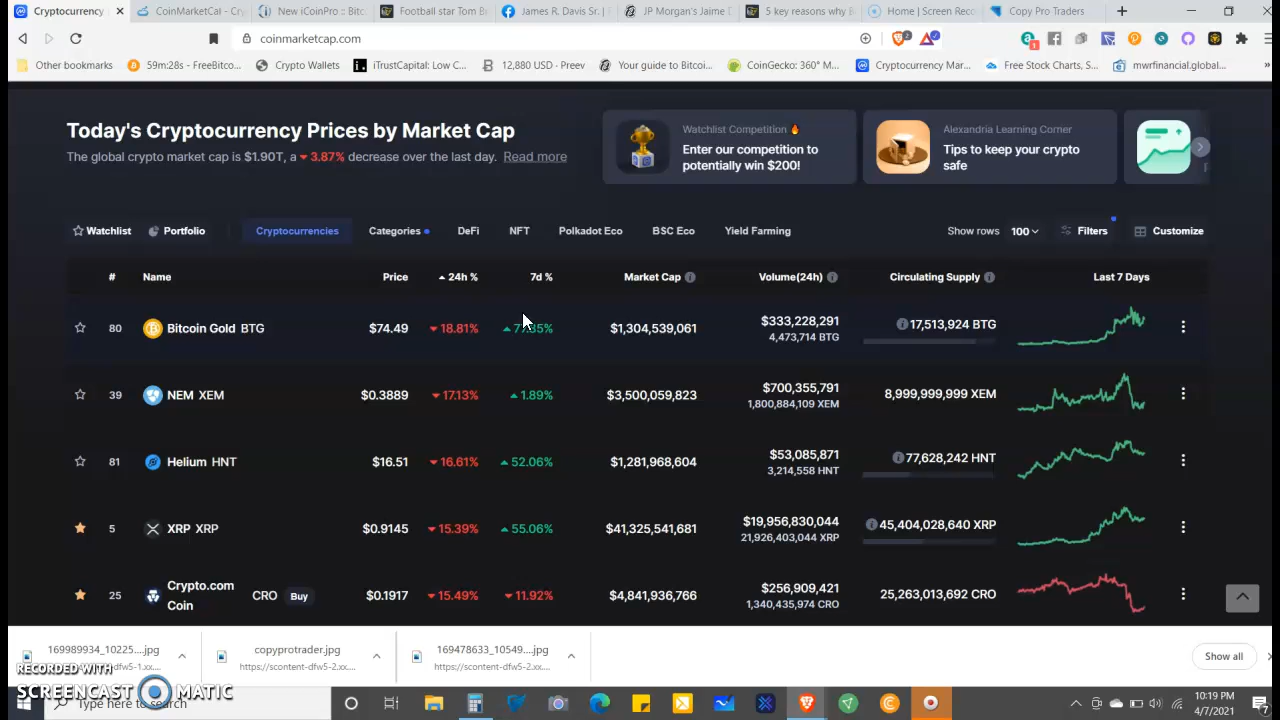 Cryptocurrency
CoinMarketCal - Cry
New iCoinPro :: Bitc
Football star Tom B
James R. Davis Sr. |
JP Morgan's Jaime D
5 key reasons why B
Home | Screen Reco
Copy Pro Traders
coinmarketcap.com
Other bookmarks
59m:28s - FreeBitco...
Crypto Wallets
iTrustCapital: Low C...
12,880 USD - Preev
Your guide to Bitcoi...
CoinGecko: 360° M...
Cryptocurrency Mar...
Free Stock Charts, S...
mwrfinancial.global...
Today's Cryptocurrency Prices by Market Cap
The global crypto market cap is $1.90T, a 3.87% decrease over the last day. Read more
Watchlist Competition 🔥
Enter our competition to
potentially win $200!
Alexandria Learning Corner
Tips to keep your crypto
safe
Watchlist Portfolio Cryptocurrencies Categories DeFi NFT Polkadot Eco BSC Eco Yield Farming Show rows 100 Filters Customize
# Name Price 24h % 7d % Market Cap Volume(24h) Circulating Supply Last 7 Days
80 Bitcoin Gold BTG $74.49 18.81% $1,304,539,061 $333,228,291 17,513,924 BTG
4,473,714 BTG
39 NEM XEM $0.3889 17.13% 1.89% $3,500,059,823 $700,355,791 8,999,999,999 XEM
1,800,884,109 XEM
81 Helium HNT $16.51 16.61% 52.06% $1,281,968,604 $53,085,871 77,628,242 HNT
3,214,558 HNT
5 XRP XRP $0.9145 15.39% 55.06% $41,325,541,681 $19,956,830,044 45,404,028,640 XRP
21,926,403,044 XRP
25 Crypto.com Coin CRO Buy $0.1917 15.49% 11.92% $4,841,936,766 $256,909,421 25,263,013,692 CRO
1,340,435,974 CRO
169989934_10225....jpg
copyprotrader.jpg
https://scontent-dfw5-2.xx....
169478633_10549....jpg
https://scontent-dfw5-2.xx....
Show all
RECORDED WITH
SCREENCAST MATIC
Type here to
10:19 PM
4/7/2021